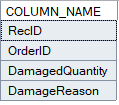 COLUMN_NAME
RecID
OrderID
DamagedQuantity
DamageReason